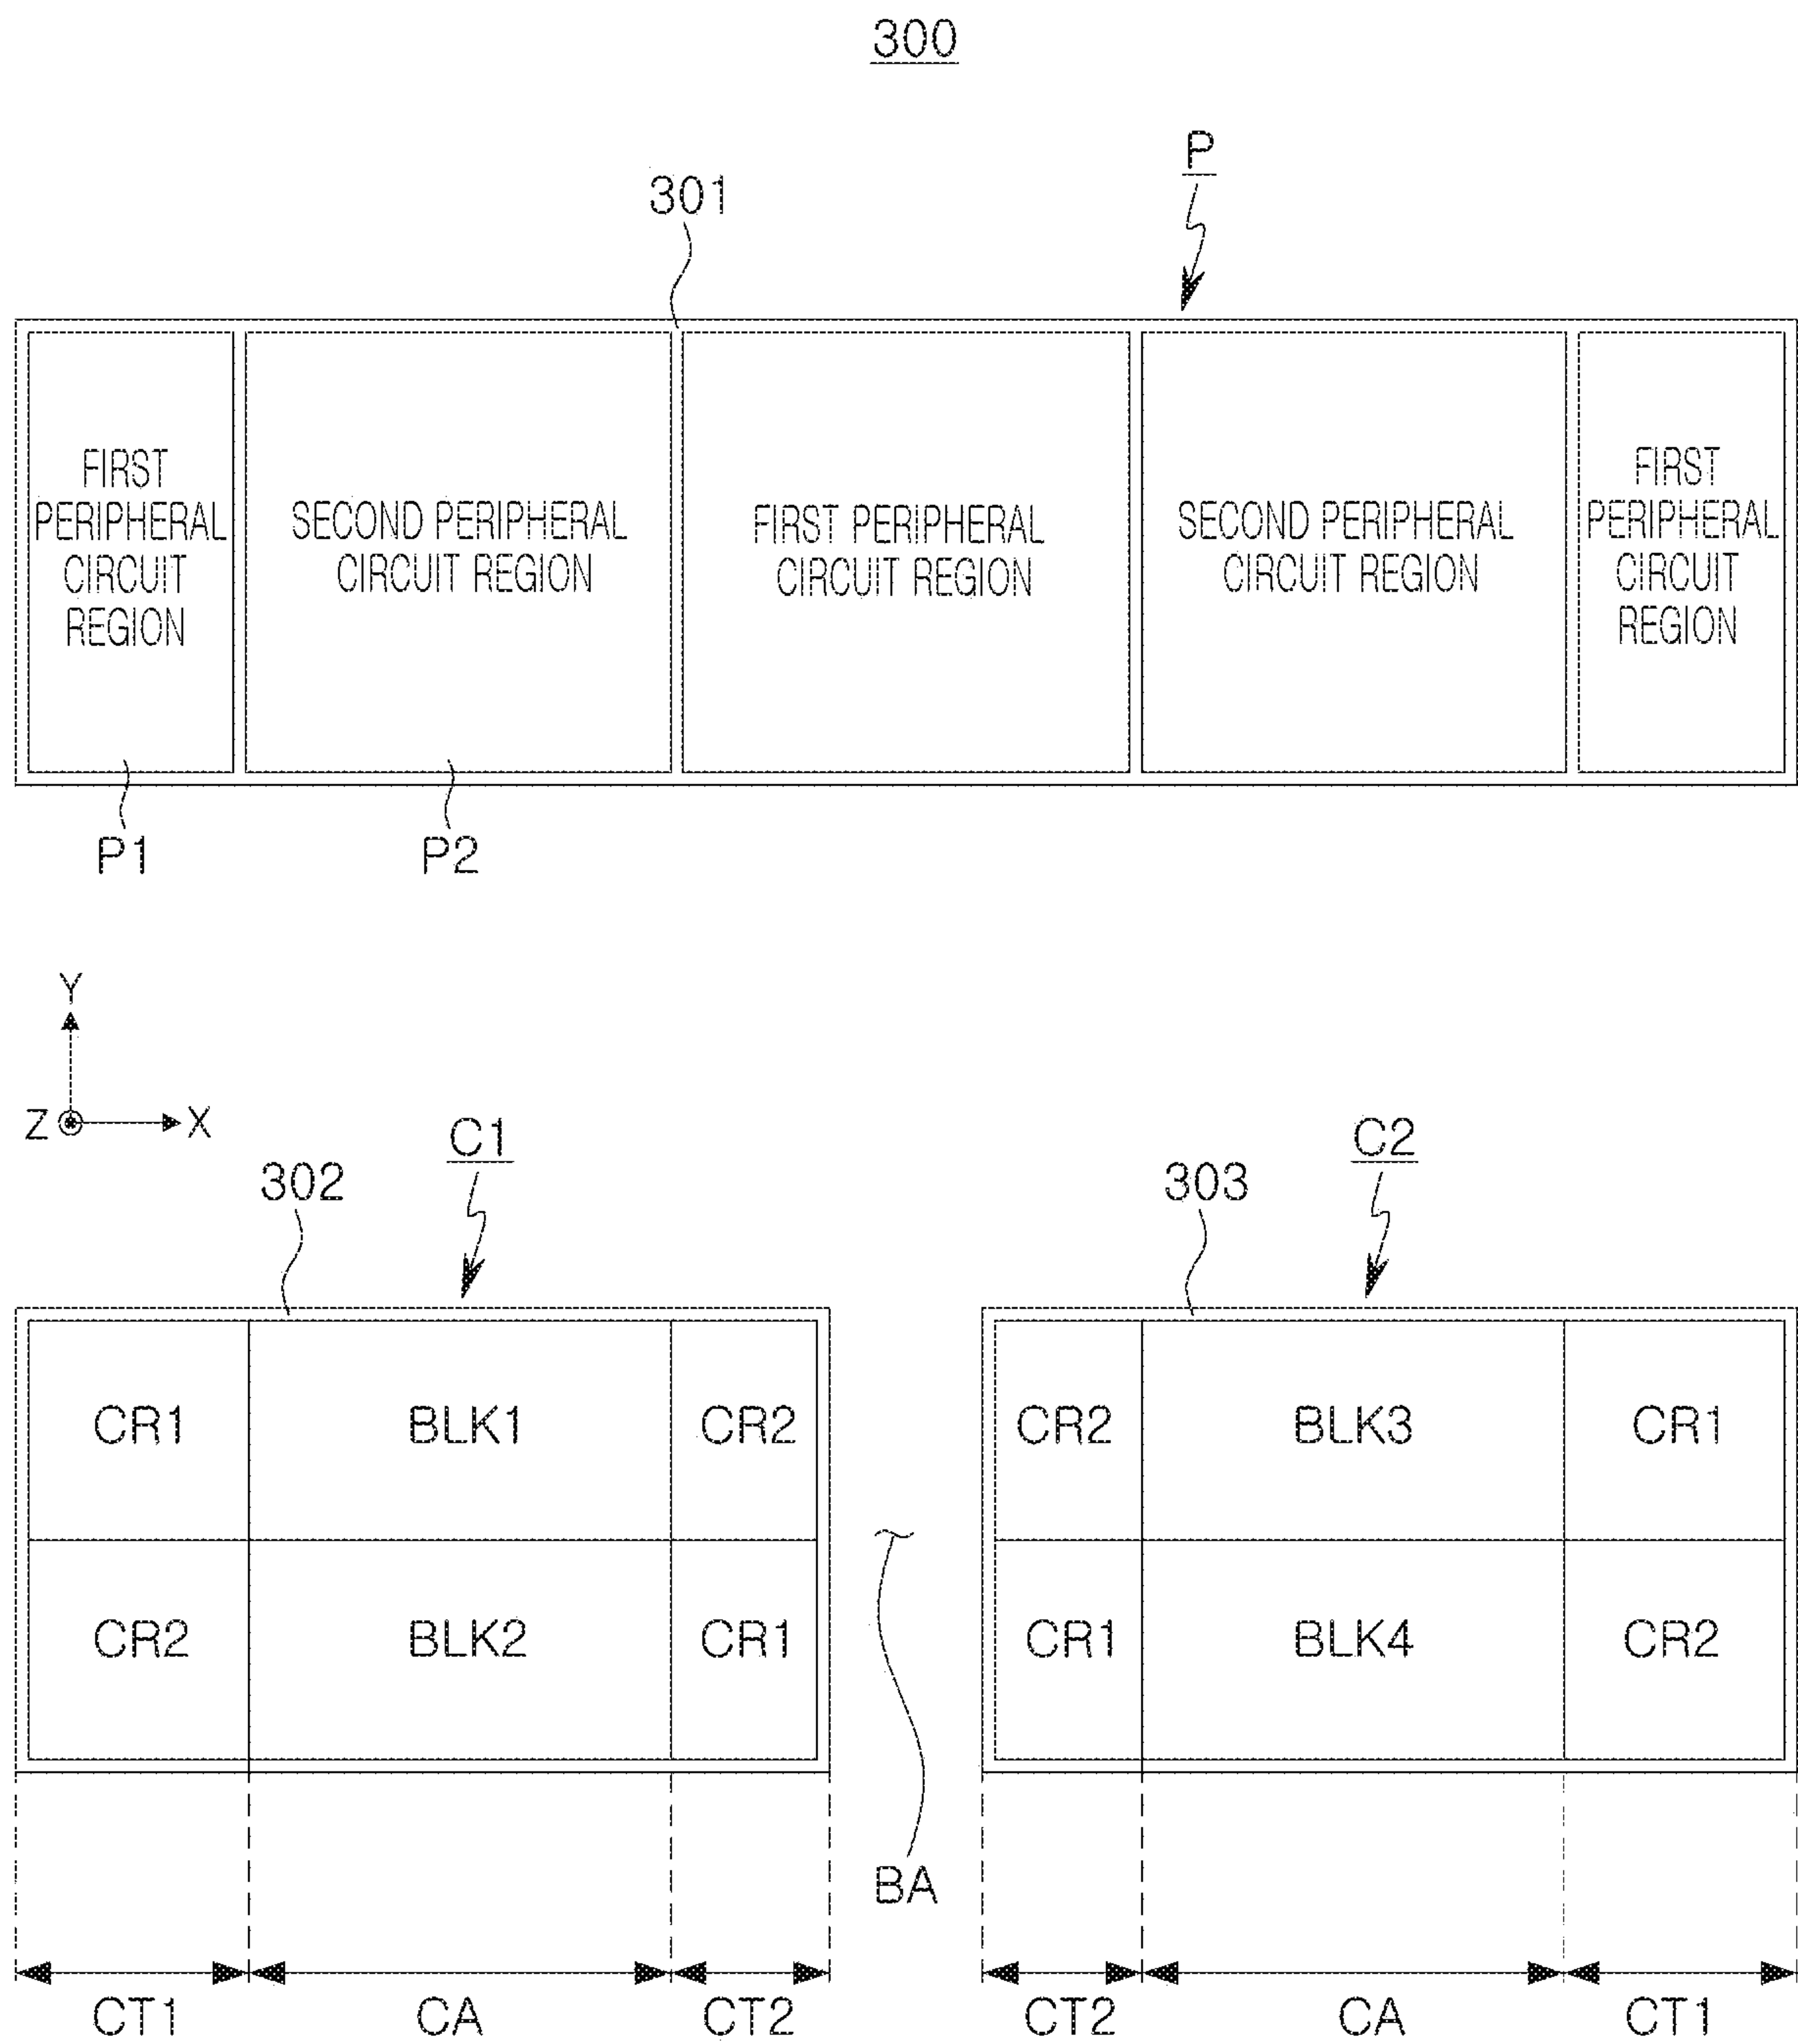 300
P
301
FIRST
PERIPHERAL
CIRCUIT
REGION
SECOND PERIPHERAL
CIRCUIT REGION
FIRST PERIPHERAL
CIRCUIT REGION
SECOND PERIPHERAL
CIRCUIT REGION
FIRST
PERIPHERAL
CIRCUIT
REGION
P1
P2
Y
Z
X
C1
302
C2
303
CR1
BLK1
CR2
CR2
BLK3
CR1
CR2
BLK2
CR1
CR1
BLK4
CR2
BA
CT1
CA
CT2
CT2
CA
CT1